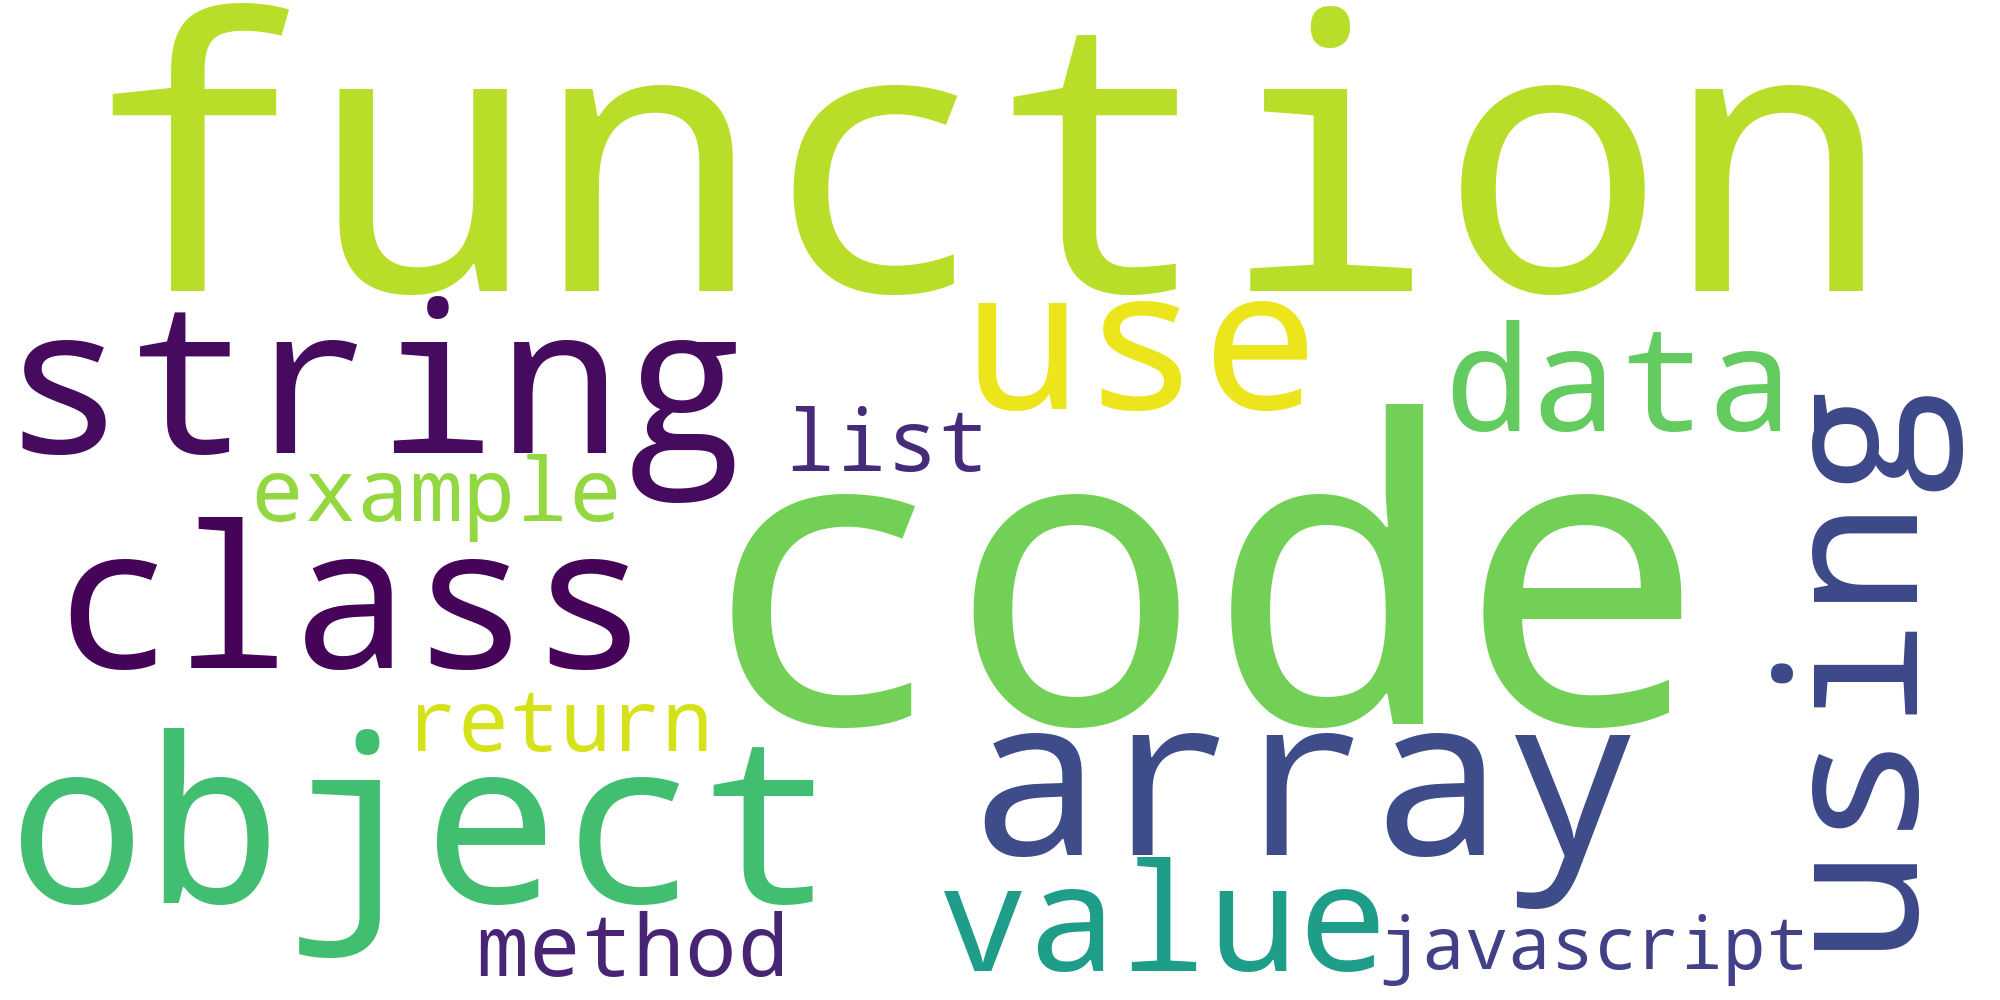 function
string
use
data
list
example
code
using
class
return
object
array
method
value
javascript